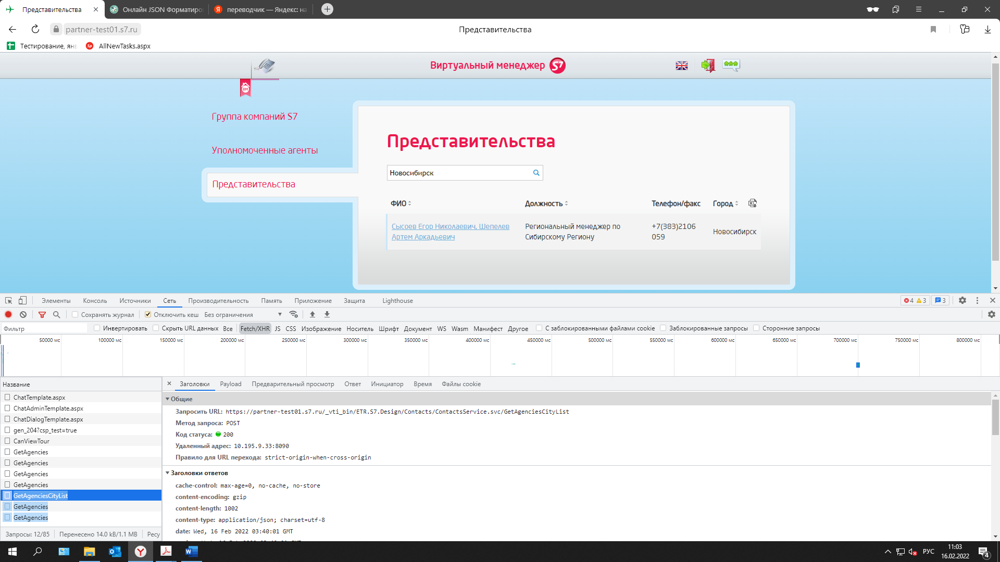 Представительства
Онлайн JSON Форматиро
переводчик — Яндекс: на
partner-test01.s7.ru
Представительства
Тестирование, янв
Sp
AllNewTasks.aspx
Виртуальный менеджер
S7
ВМ
Группа компаний S7
Уполномоченные агенты
Представительства
Представительства
Новосибирск
ФИО
Должность
Телефон/факс
Город
Сысоев Егор Николаевич, Шепелев
Артем Аркадьевич
Региональный менеджер по
Сибирскому Региону
+7(383)2106
059
Новосибирск
Элементы
Консоль
Источники
Сеть
Производительность
Память
Приложение
Защита
Lighthouse
4
3
3
Сохранять журнал
Отключить кеш
Без ограничения
Фильтр
Инвертировать
Скрыть URL данных
Все
Fetch/XHR
JS
CSS
Изображение
Носитель
Шрифт
Документ
WS
Wasm
Манифест
Другое
С заблокированными файлами cookie
Заблокированные запросы
Сторонние запросы
50000 мс
100000 мс
150000 мс
200000 мс
250000 мс
300000 мс
350000 мс
400000 мс
450000 мс
500000 мс
550000 мс
600000 мс
650000 мс
700000 мс
750000 мс
800000 мс
Название
ChatTemplate.aspx
ChatAdminTemplate.aspx
ChatDialogTemplate.aspx
gen_204?csp_test=true
CanViewTour
GetAgencies
GetAgencies
GetAgencies
GetAgencies
GetAgenciesCityList
GetAgencies
GetAgencies
Запросы: 12/85
Перенесено 14.0 kB/1.1 MB
Ресу
Заголовки
Payload
Предварительный просмотр
Ответ
Инициатор
Время
Файлы cookie
Общие
Запросить URL: https://partner-test01.s7.ru/_vti_bin/ETR.S7.Design/Contacts/ContactsService.svc/GetAgenciesCityList
Метод запроса: POST
Код статуса: 200
Удаленный адрес: 10.195.9.33:8090
Правило для URL перехода: strict-origin-when-cross-origin
Заголовки ответов
cache-control: max-age=0, no-cache, no-store
content-encoding: gzip
content-length: 1002
content-type: application/json; charset=utf-8
date: Wed, 16 Feb 2022 03:40:01 GMT
РУС
11:03
16.02.2022
4